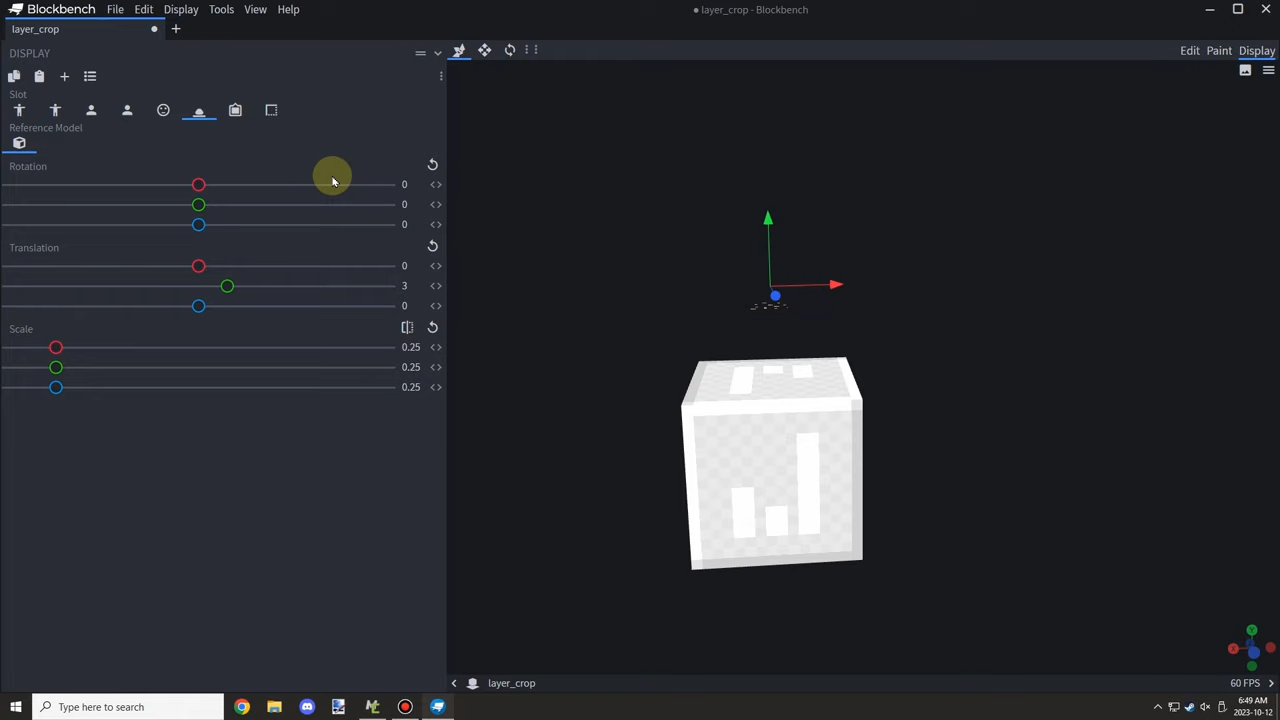 Blockbench File Edit Display Tools View Help
layer_crop - Blockbench
layer_crop
DISPLAY
Edit Paint Display
Slot
Reference Model
Rotation
0
0
0
Translation
0
3
0
Scale
0.25
0.25
0.25
layer_crop
60 FPS
Type here to search
6:49 AM
2023-10-12
X
Y